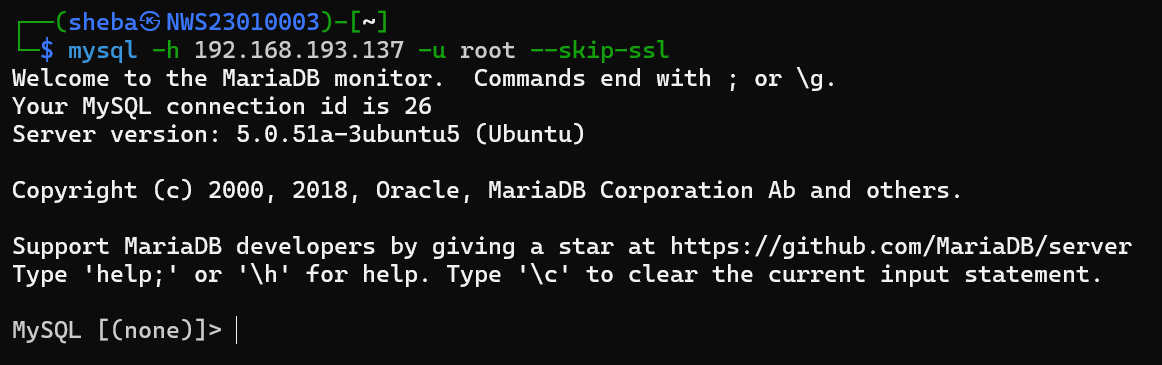 ┌──(sheba㉿NWS23010003)-[~]
└─$ mysql -h 192.168.193.137 -u root --skip-ssl
Welcome to the MariaDB monitor.  Commands end with ; or \g.
Your MySQL connection id is 26
Server version: 5.0.51a-3ubuntu5 (Ubuntu)

Copyright (c) 2000, 2018, Oracle, MariaDB Corporation Ab and others.

Support MariaDB developers by giving a star at https://github.com/MariaDB/server
Type 'help;' or '\h' for help. Type '\c' to clear the current input statement.

MySQL [(none)]>